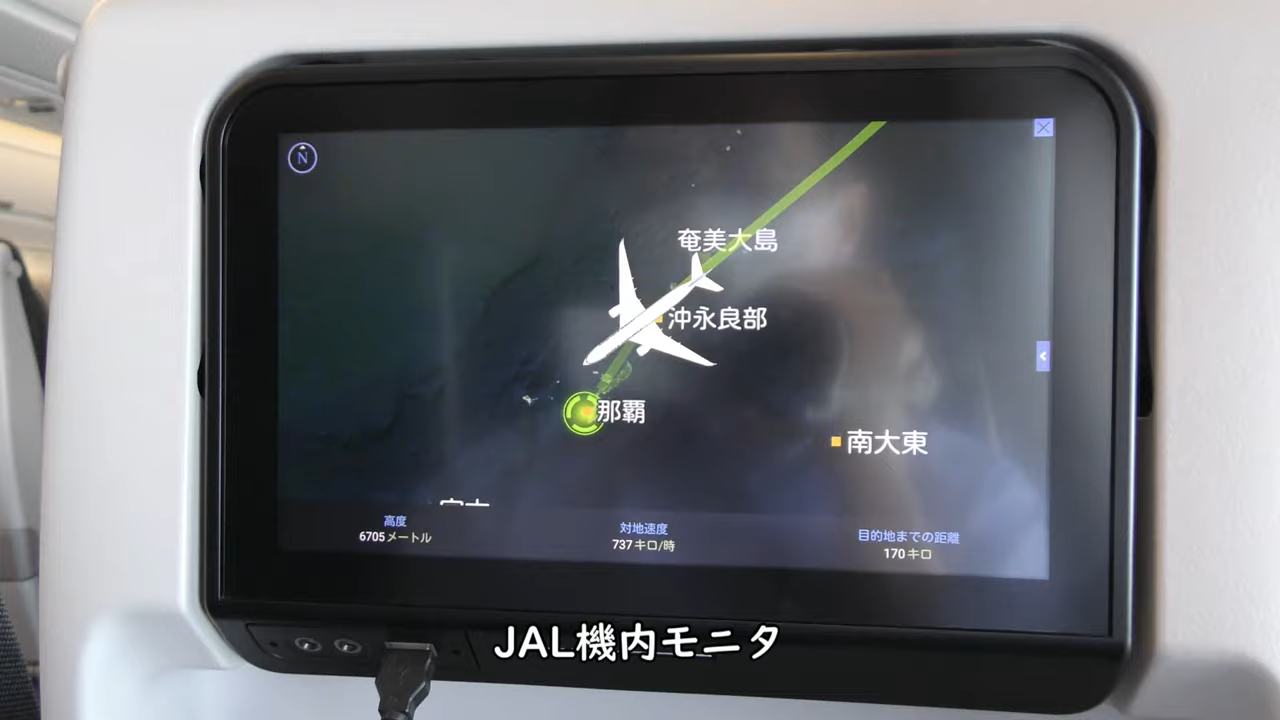 N
奄美大島
沖永良部
那覇
南大東
高度
6705メートル
対地速度
737キロ/時
目的地までの距離
170キロ
JAL機内モニタ